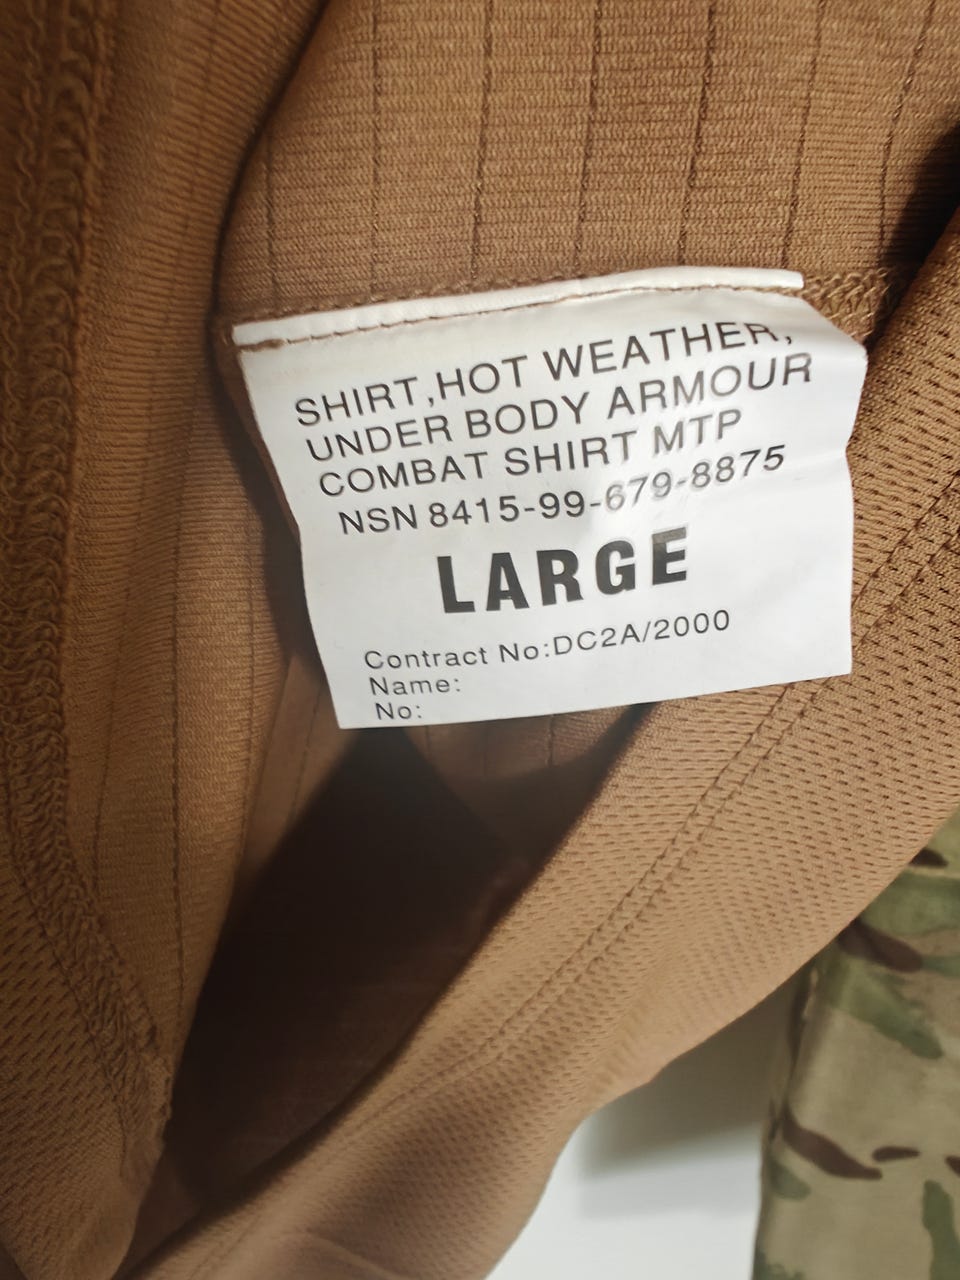 SHIRT,HOT WEATHER,
UNDER BODY ARMOUR
COMBAT SHIRT MTP
NSN 8415-99-679-8875
LARGE
Contract No:DC2A/2000
Name:
No: